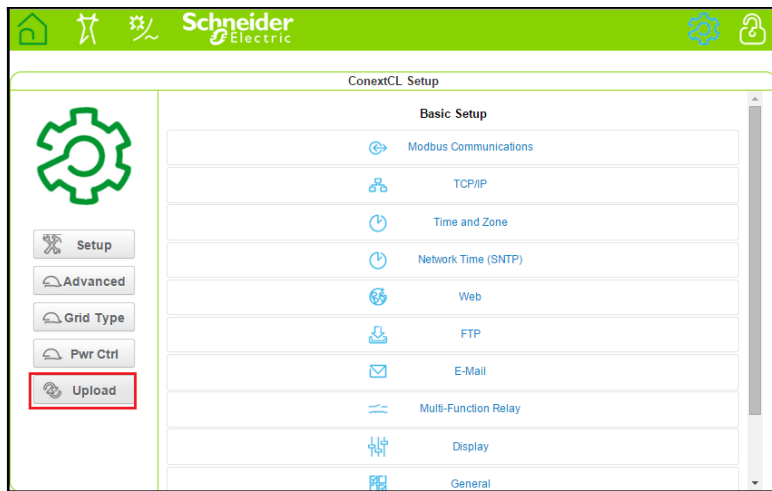 Schneider
Electric
ConextCL Setup
Basic Setup
Modbus Communications
TCP/IP
Time and Zone
Network Time (SNTP)
Web
FTP
E-Mail
Multi-Function Relay
Display
General
Setup
Advanced
Grid Type
Pwr Ctrl
Upload